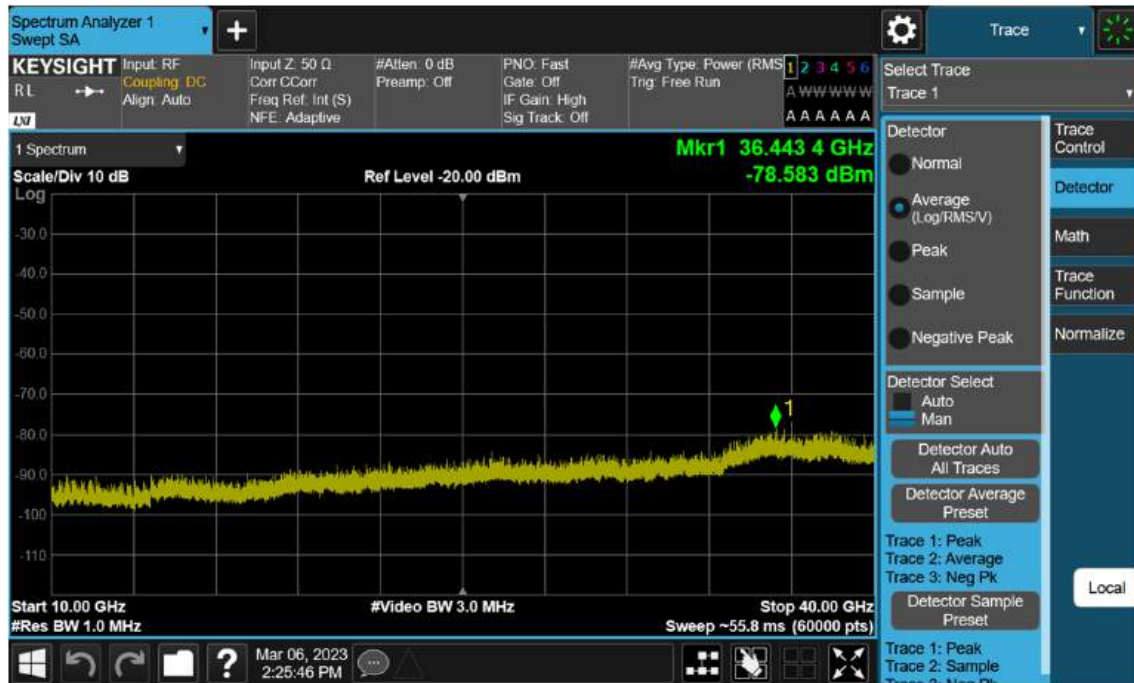 Spectrum Analyzer 1
Swept SA
+
Trace
KEYSIGHT
RL
LXI
Input: RF
Coupling: DC
Align: Auto
Input Z: 50 Ω
Corr CCorr
Freq Ref: Int (S)
NFE: Adaptive
#Atten: 0 dB
Preamp: Off
PNO: Fast
Gate: Off
IF Gain: High
Sig Track: Off
#Avg Type: Power (RMS
Trig: Free Run
1 2 3 4 5 6
A W W W W W
A A A A A A
Select Trace
Trace 1
1 Spectrum
Mkr1 36.443 4 GHz
-78.583 dBm
Scale/Div 10 dB
Ref Level -20.00 dBm
Log
-30.0
-40.0
-50.0
-60.0
-70.0
-80.0
-90.0
-100
-110
1
Start 10.00 GHz
#Video BW 3.0 MHz
Stop 40.00 GHz
#Res BW 1.0 MHz
Sweep ~55.8 ms (60000 pts)
Detector
Normal
Average
(Log/RMS/V)
Peak
Sample
Negative Peak
Detector Select
Auto
Man
Detector Auto
All Traces
Detector Average
Preset
Trace 1: Peak
Trace 2: Average
Trace 3: Neg Pk
Detector Sample
Preset
Trace 1: Peak
Trace 2: Sample
Trace 3: Neg Pk
Trace
Control
Detector
Math
Trace
Function
Normalize
Local
?
Mar 06, 2023
2:25:46 PM